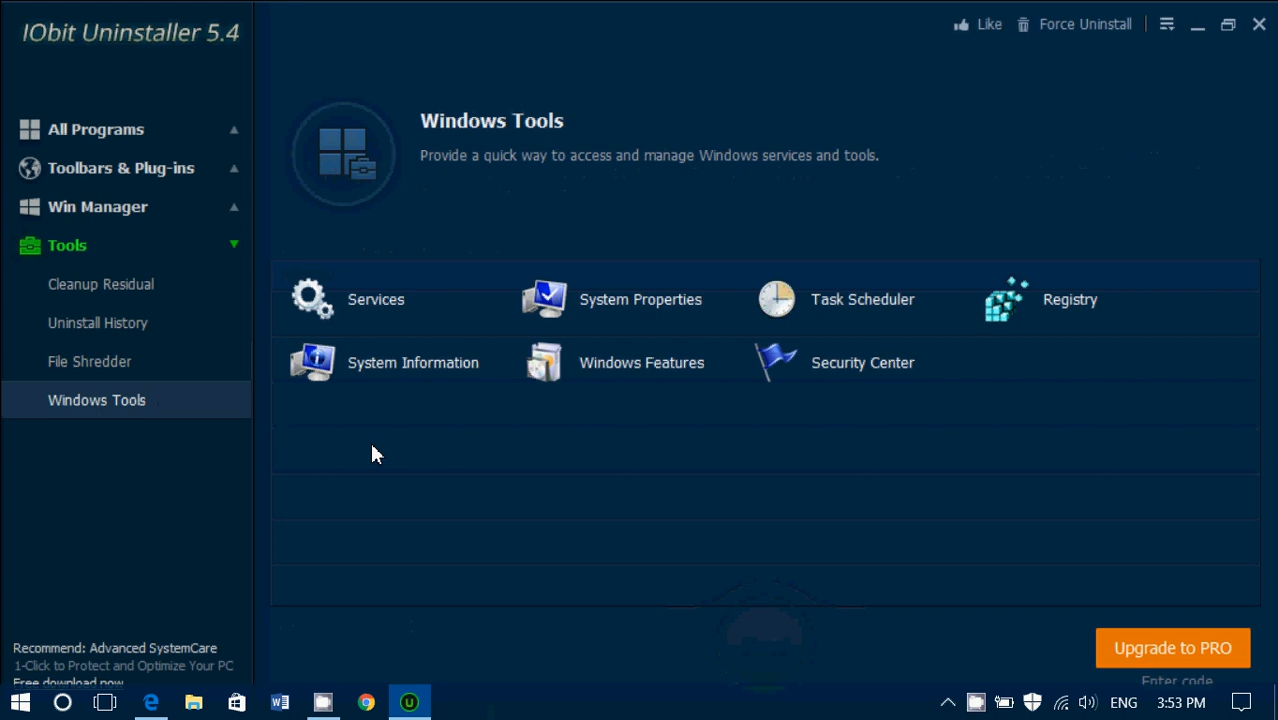 IObit Uninstaller 5.4
Like
Force Uninstall
All Programs
Toolbars & Plug-ins
Win Manager
Tools
Cleanup Residual
Uninstall History
File Shredder
Windows Tools
Windows Tools
Provide a quick way to access and manage Windows services and tools.
Services
System Properties
Task Scheduler
Registry
System Information
Windows Features
Security Center
Recommend: Advanced SystemCare
1-Click to Protect and Optimize Your PC
Free download now
Upgrade to PRO
Enter code
ENG
3:53 PM